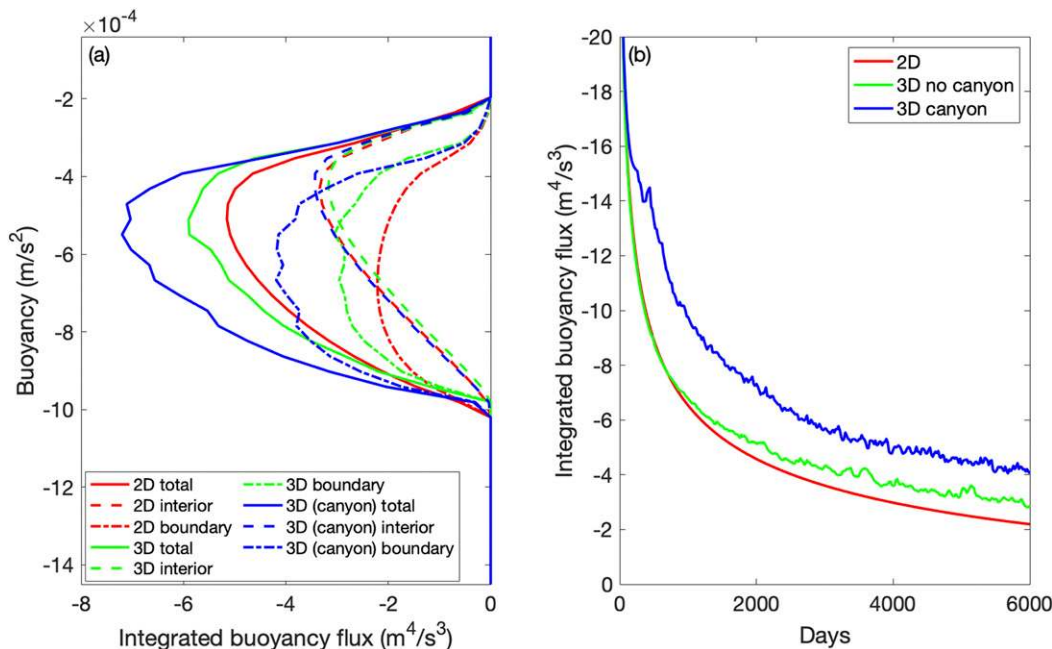 ×10⁻⁴
(a)
-2
-4
-6
-8
-10
-12
-14
Buoyancy (m/s²)
2D total
2D interior
2D boundary
3D total
3D interior
3D boundary
3D (canyon) total
3D (canyon) interior
3D (canyon) boundary
-8
-6
-4
-2
0
Integrated buoyancy flux (m⁴/s³)
(b)
-20
-18
-16
-14
-12
-10
-8
-6
-4
-2
0
Integrated buoyancy flux (m⁴/s³)
2D
3D no canyon
3D canyon
0
2000
4000
6000
Days